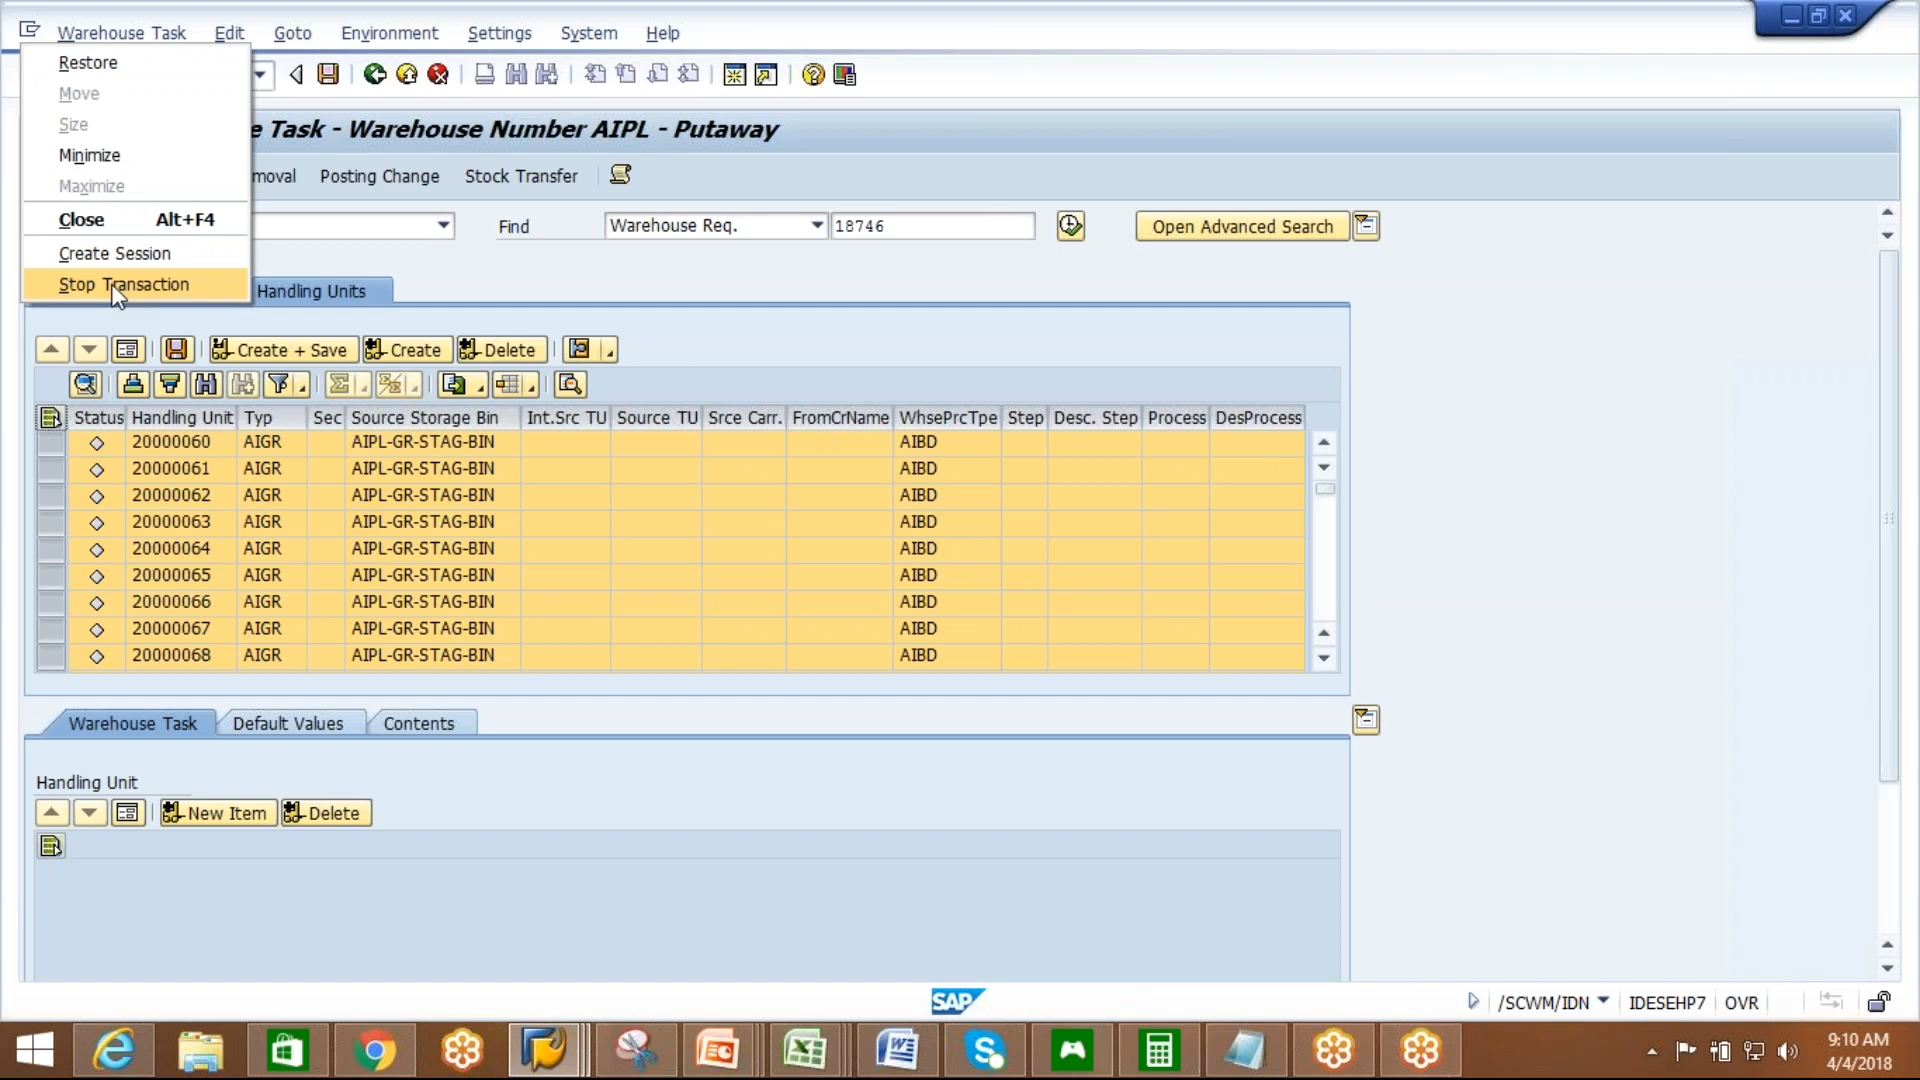 Warehouse Task Edit Goto Environment Settings System Help
Restore
Move
Size
Minimize
Maximize
Close Alt+F4
Create Session
Stop Transaction
e Task - Warehouse Number AIPL - Putaway
moval Posting Change Stock Transfer
Find Warehouse Req. 18746 Open Advanced Search
Handling Units
Create + Save Create Delete
Status Handling Unit Typ Sec Source Storage Bin Int.Src TU Source TU Srce Carr. FromCrName WhsePrcTpe Step Desc. Step Process DesProcess
20000060 AIGR AIPL-GR-STAG-BIN AIBD
20000061 AIGR AIPL-GR-STAG-BIN AIBD
20000062 AIGR AIPL-GR-STAG-BIN AIBD
20000063 AIGR AIPL-GR-STAG-BIN AIBD
20000064 AIGR AIPL-GR-STAG-BIN AIBD
20000065 AIGR AIPL-GR-STAG-BIN AIBD
20000066 AIGR AIPL-GR-STAG-BIN AIBD
20000067 AIGR AIPL-GR-STAG-BIN AIBD
20000068 AIGR AIPL-GR-STAG-BIN AIBD
Warehouse Task Default Values Contents
Handling Unit
New Item Delete
SAP /SCWM/IDN IDESEHP7 OVR
9:10 AM
4/4/2018